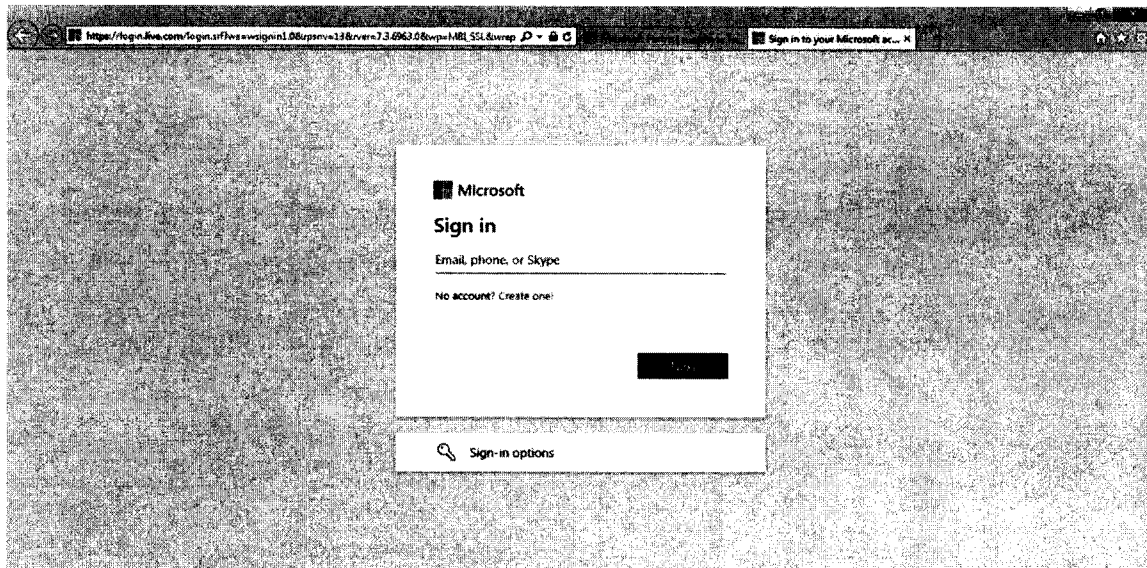 https://login.live.com/login.srf?wa=wsignin1.0&rpsnv=13&rver=7.3.6963.0&wp=MBI_SSL&wrep
Sign in to your Microsoft ac...
Microsoft
Sign in
Email, phone, or Skype
No account? Create one!
Next
Sign-in options